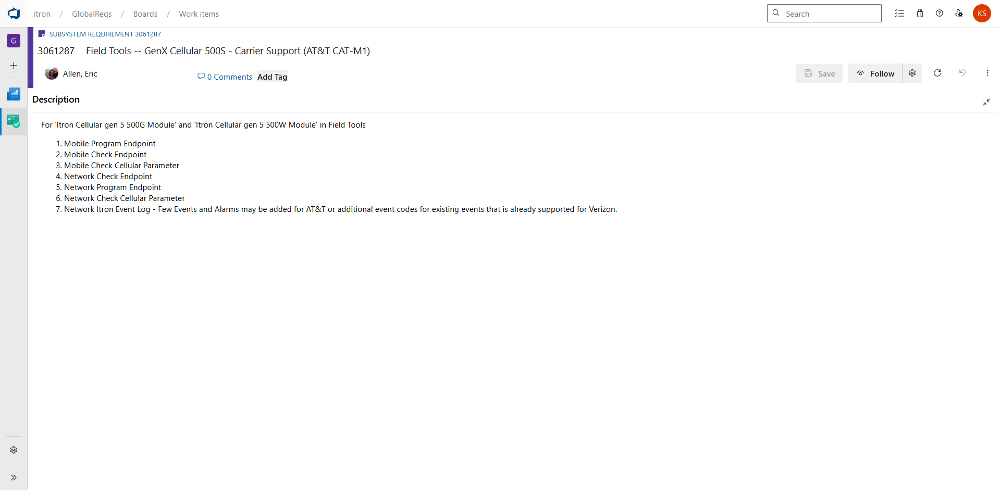 itron / GlobalReqs / Boards / Work items
Search
KS
G
SUBSYSTEM REQUIREMENT 3061287
3061287 Field Tools -- GenX Cellular 500S - Carrier Support (AT&T CAT-M1)
Allen, Eric
0 Comments
Add Tag
Save
Follow
Description
For 'Itron Cellular gen 5 500G Module' and 'Itron Cellular gen 5 500W Module' in Field Tools
1. Mobile Program Endpoint
2. Mobile Check Endpoint
3. Mobile Check Cellular Parameter
4. Network Check Endpoint
5. Network Program Endpoint
6. Network Check Cellular Parameter
7. Network Itron Event Log - Few Events and Alarms may be added for AT&T or additional event codes for existing events that is already supported for Verizon.